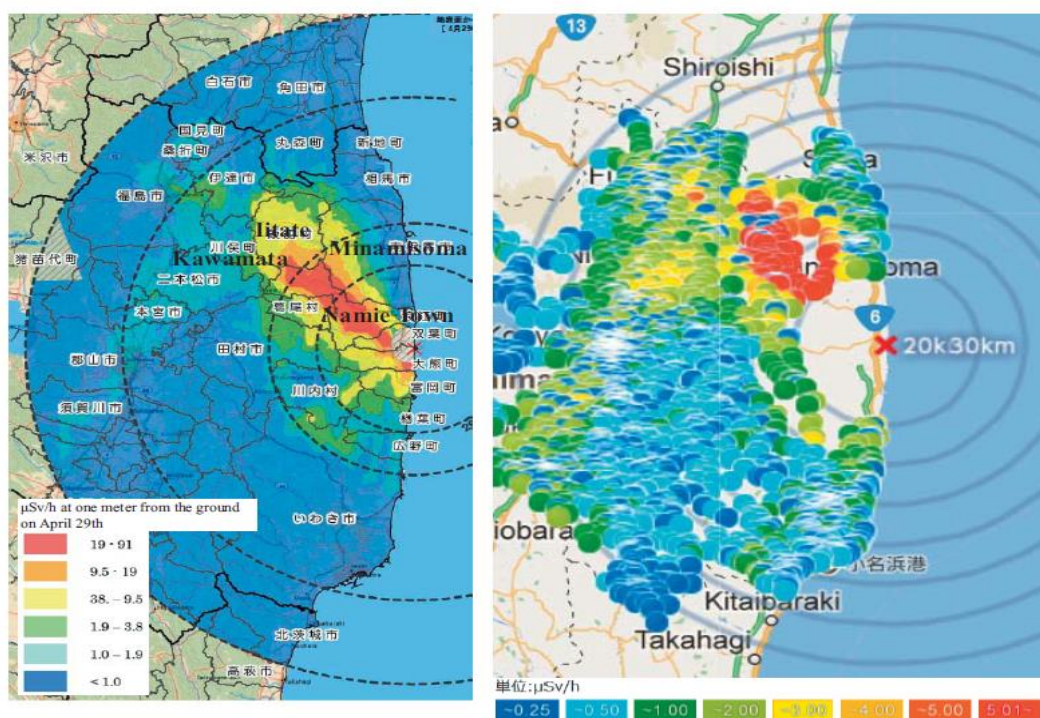 米沢市
白石市
角田市
国見町
桑折町
丸森町
新地町
伊達市
相馬市
福島市
Iitate
川俣町
Minamisoma
猪苗代町
Kawamata
二本松市
本宮市
葛尾村
Namie Town
双葉町
田村市
大熊町
郡山市
富岡町
川内村
須賀川市
楢葉町
広野町
いわき市
北茨城市
高萩市
μSv/h at one meter from the ground
on April 29th
19 - 91
9.5 - 19
38. – 9.5
1.9 – 3.8
1.0 – 1.9
< 1.0
13
Shiroishi
6
20k30km
小名浜港
Kitaibaraki
Takahagi
単位:μSv/h
~0.25
~0.50
~1.00
~2.00
~3.00
~4.00
~5.00
5.01~